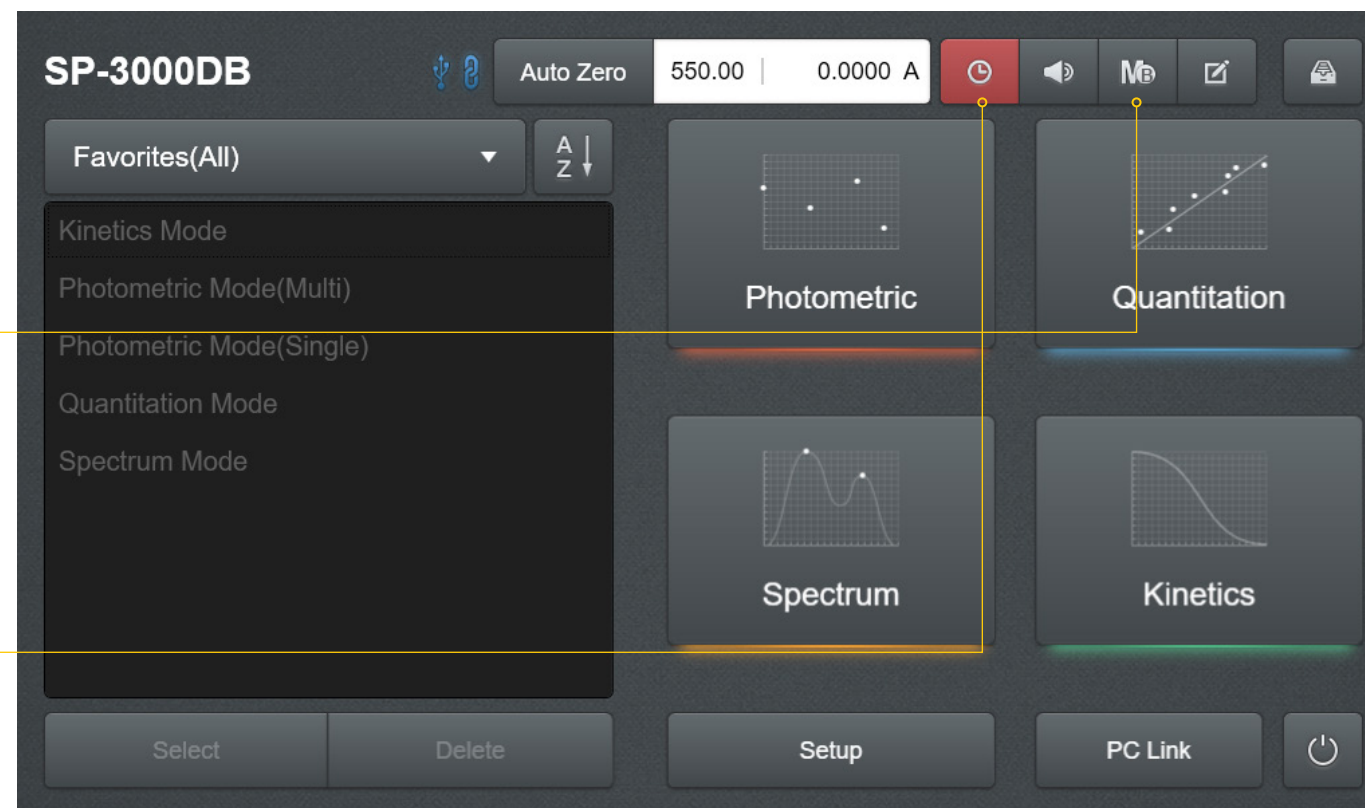 SP-3000DB
Auto Zero
550.00
0.0000 A
MB
Favorites(All)
A
Z
Kinetics Mode
Photometric Mode(Multi)
Photometric Mode(Single)
Quantitation Mode
Spectrum Mode
Photometric
Quantitation
Spectrum
Kinetics
Select
Delete
Setup
PC Link